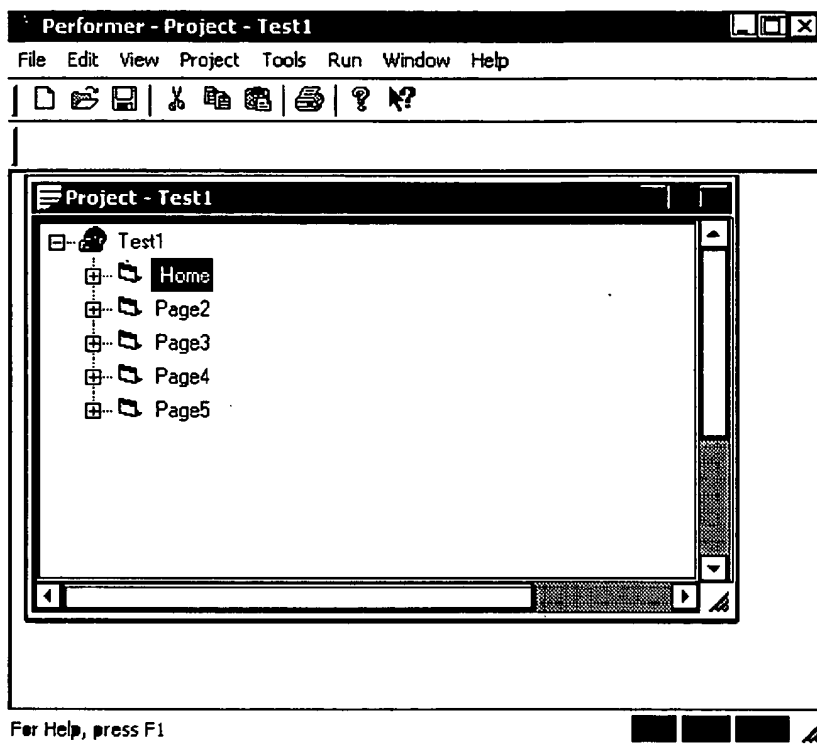 Performer - Project - Test1
File Edit View Project Tools Run Window Help
Project - Test1
Test1
Home
Page2
Page3
Page4
Page5
For Help, press F1